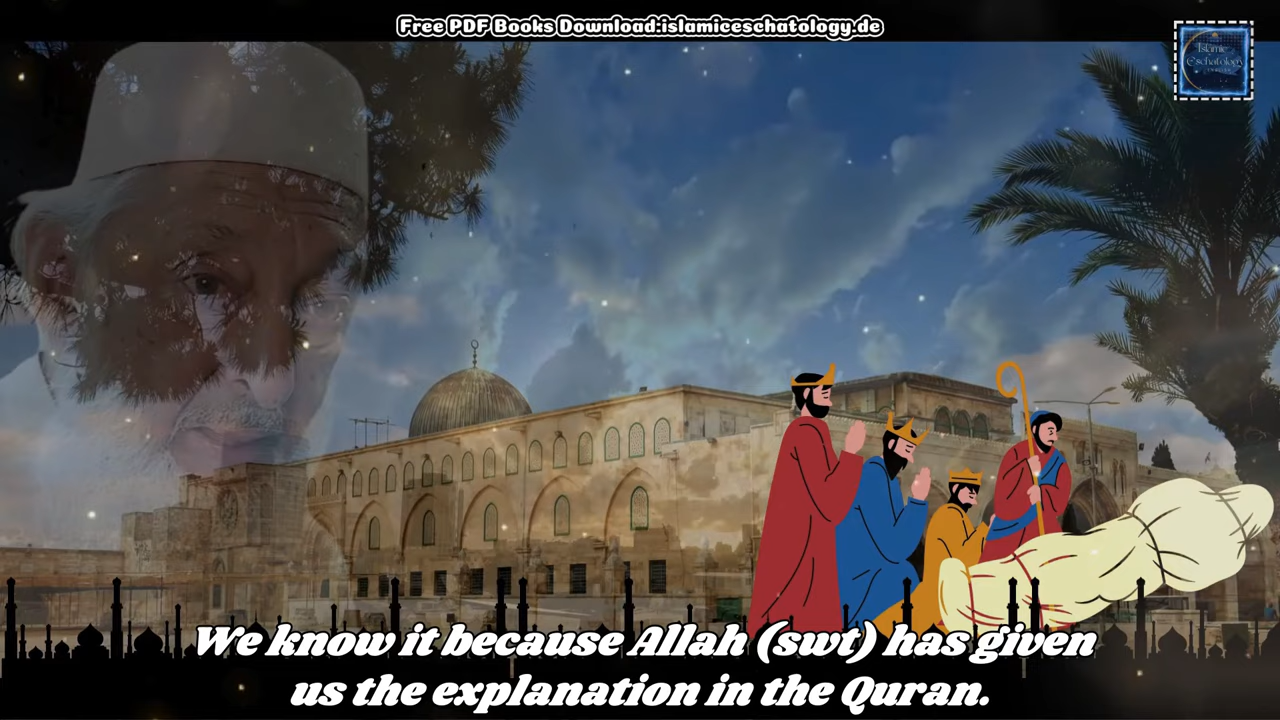 Free PDF Books Download:islamiceschatology.de
Islamic
Eschatology
We know it because Allah (swt) has given
us the explanation in the Quran.